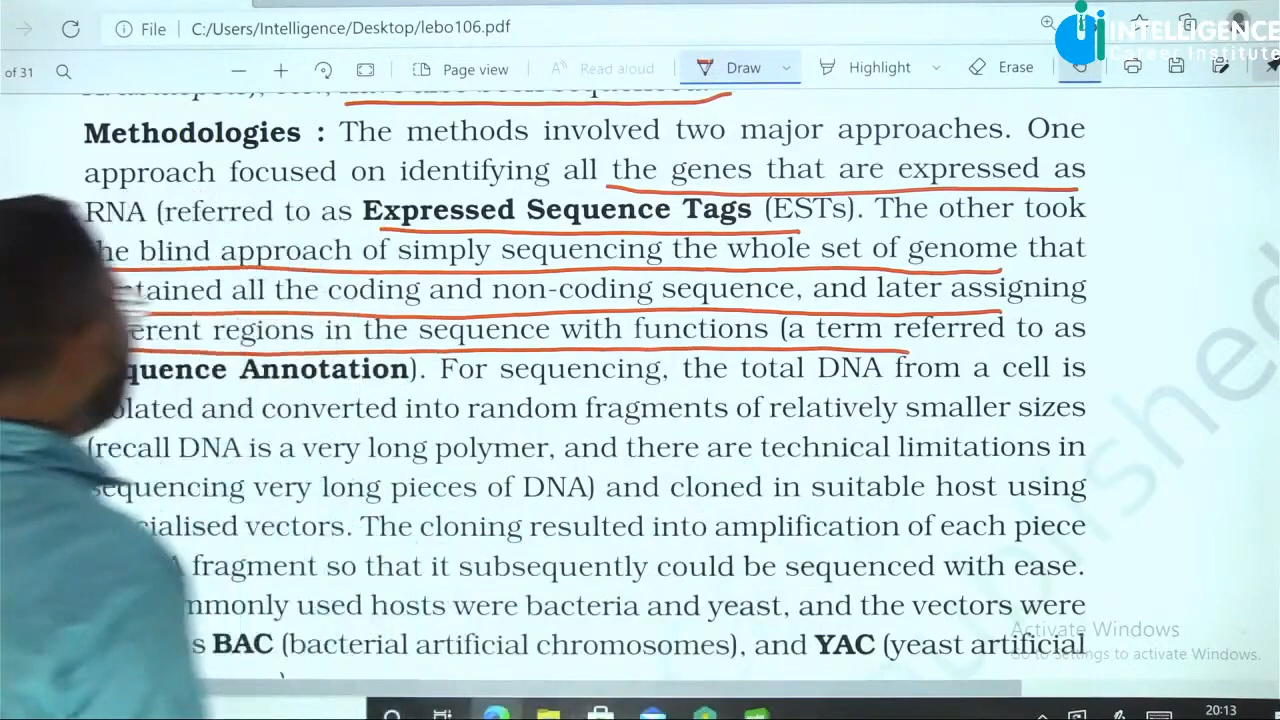 File C:/Users/Intelligence/Desktop/lebo106.pdf
INTELLIGENCE
Career Institute
of 31 Page view Read aloud Draw Highlight Erase
Methodologies : The methods involved two major approaches. One
approach focused on identifying all the genes that are expressed as
RNA (referred to as Expressed Sequence Tags (ESTs). The other took
he blind approach of simply sequencing the whole set of genome that
tained all the coding and non-coding sequence, and later assigning
erent regions in the sequence with functions (a term referred to as
quence Annotation). For sequencing, the total DNA from a cell is
olated and converted into random fragments of relatively smaller sizes
(recall DNA is a very long polymer, and there are technical limitations in
sequencing very long pieces of DNA) and cloned in suitable host using
cialised vectors. The cloning resulted into amplification of each piece
fragment so that it subsequently could be sequenced with ease.
mmonly used hosts were bacteria and yeast, and the vectors were
s BAC (bacterial artificial chromosomes), and YAC (yeast artificial
Activate Windows
Go to Settings to activate Windows.
ublished
20:13